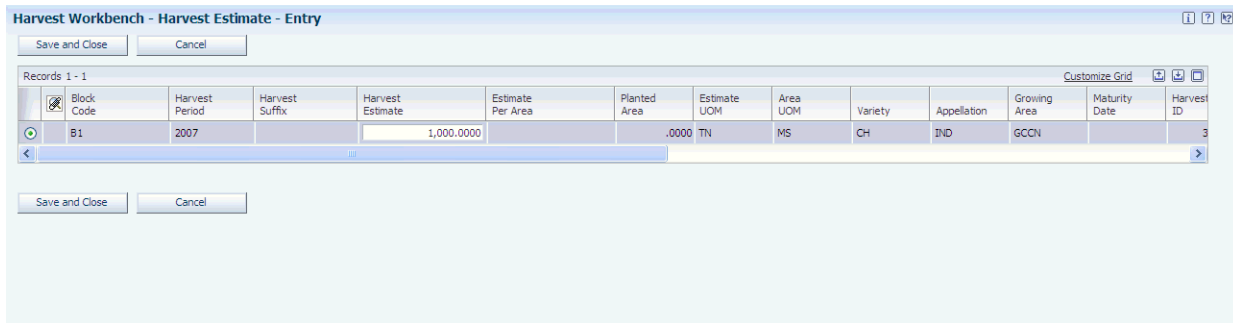 Harvest Workbench - Harvest Estimate - Entry
Save and Close Cancel
Records 1 - 1 Customize Grid
Block Code Harvest Period Harvest Suffix Harvest Estimate Estimate Per Area Planted Area Estimate UOM Area UOM Variety Appellation Growing Area Maturity Date Harvest ID
B1 2007 1,000.0000 .0000 TN MS CH IND GCCN 3
Save and Close Cancel